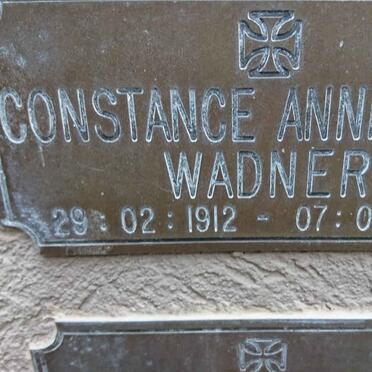 CONSTANCE ANN
WADNER
29 : 02 : 1912 - 07 : 0